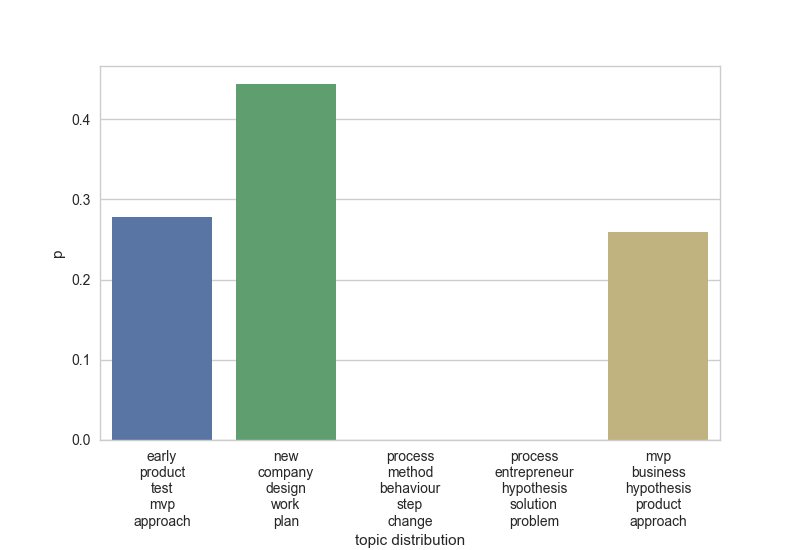 0.4
0.3
p
0.2
0.1
0.0
early new process process mvp
product company method entrepreneur business
test design behaviour hypothesis hypothesis
mvp work step solution product
approach plan change problem approach
topic distribution